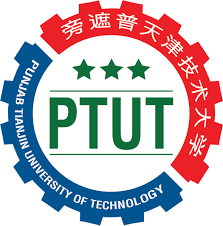 旁遮普天津技术大学
PTUT
PUNJAB TIANJIN UNIVERSITY OF TECHNOLOGY